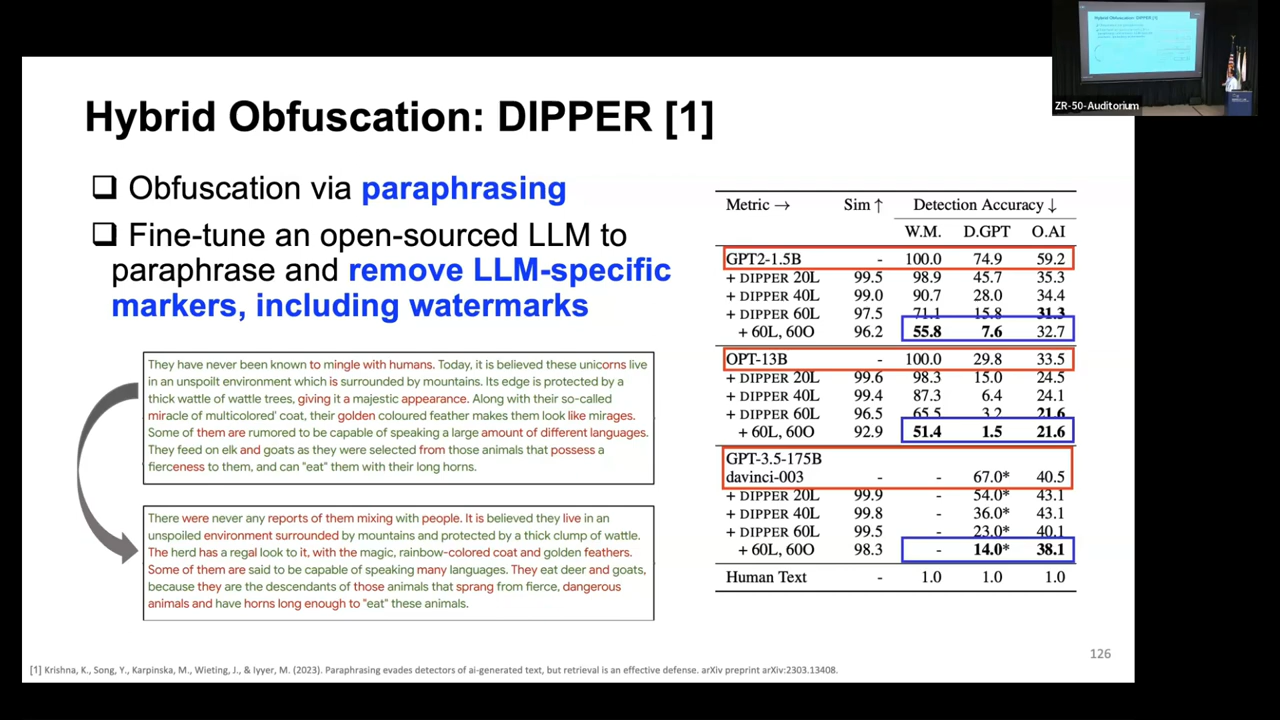 Hybrid Obfuscation: DIPPER [1]
ZR-50-Auditorium
Hybrid Obfuscation: DIPPER [1]
❑ Obfuscation via paraphrasing
❑ Fine-tune an open-sourced LLM to
paraphrase and remove LLM-specific
markers, including watermarks
They have never been known to mingle with humans. Today, it is believed these unicorns live
in an unspoilt environment which is surrounded by mountains. Its edge is protected by a
thick wattle of wattle trees, giving it a majestic appearance. Along with their so-called
miracle of multicolored' coat, their golden coloured feather makes them look like mirages.
Some of them are rumored to be capable of speaking a large amount of different languages.
They feed on elk and goats as they were selected from those animals that possess a
fierceness to them, and can "eat" them with their long horns.
There were never any reports of them mixing with people. It is believed they live in an
unspoiled environment surrounded by mountains and protected by a thick clump of wattle.
The herd has a regal look to it, with the magic, rainbow-colored coat and golden feathers.
Some of them are said to be capable of speaking many languages. They eat deer and goats,
because they are the descendants of those animals that sprang from fierce, dangerous
animals and have horns long enough to "eat" these animals.
Metric → Sim ↑ Detection Accuracy ↓
W.M. D.GPT O.AI
GPT2-1.5B - 100.0 74.9 59.2
+ DIPPER 20L 99.5 98.9 45.7 35.3
+ DIPPER 40L 99.0 90.7 28.0 34.4
+ DIPPER 60L 97.5 71.1 15.8 31.3
+ 60L, 60O 96.2 55.8 7.6 32.7
OPT-13B - 100.0 29.8 33.5
+ DIPPER 20L 99.6 98.3 15.0 24.5
+ DIPPER 40L 99.4 87.3 6.4 24.1
+ DIPPER 60L 96.5 65.5 3.2 21.6
+ 60L, 60O 92.9 51.4 1.5 21.6
GPT-3.5-175B
davinci-003 - - 67.0* 40.5
+ DIPPER 20L 99.9 - 54.0* 43.1
+ DIPPER 40L 99.8 - 36.0* 43.1
+ DIPPER 60L 99.5 - 23.0* 40.1
+ 60L, 60O 98.3 - 14.0* 38.1
Human Text - 1.0 1.0 1.0
126
[1] Krishna, K., Song, Y., Karpinska, M., Wieting, J., & Iyyer, M. (2023). Paraphrasing evades detectors of ai-generated text, but retrieval is an effective defense. arXiv preprint arXiv:2303.13408.